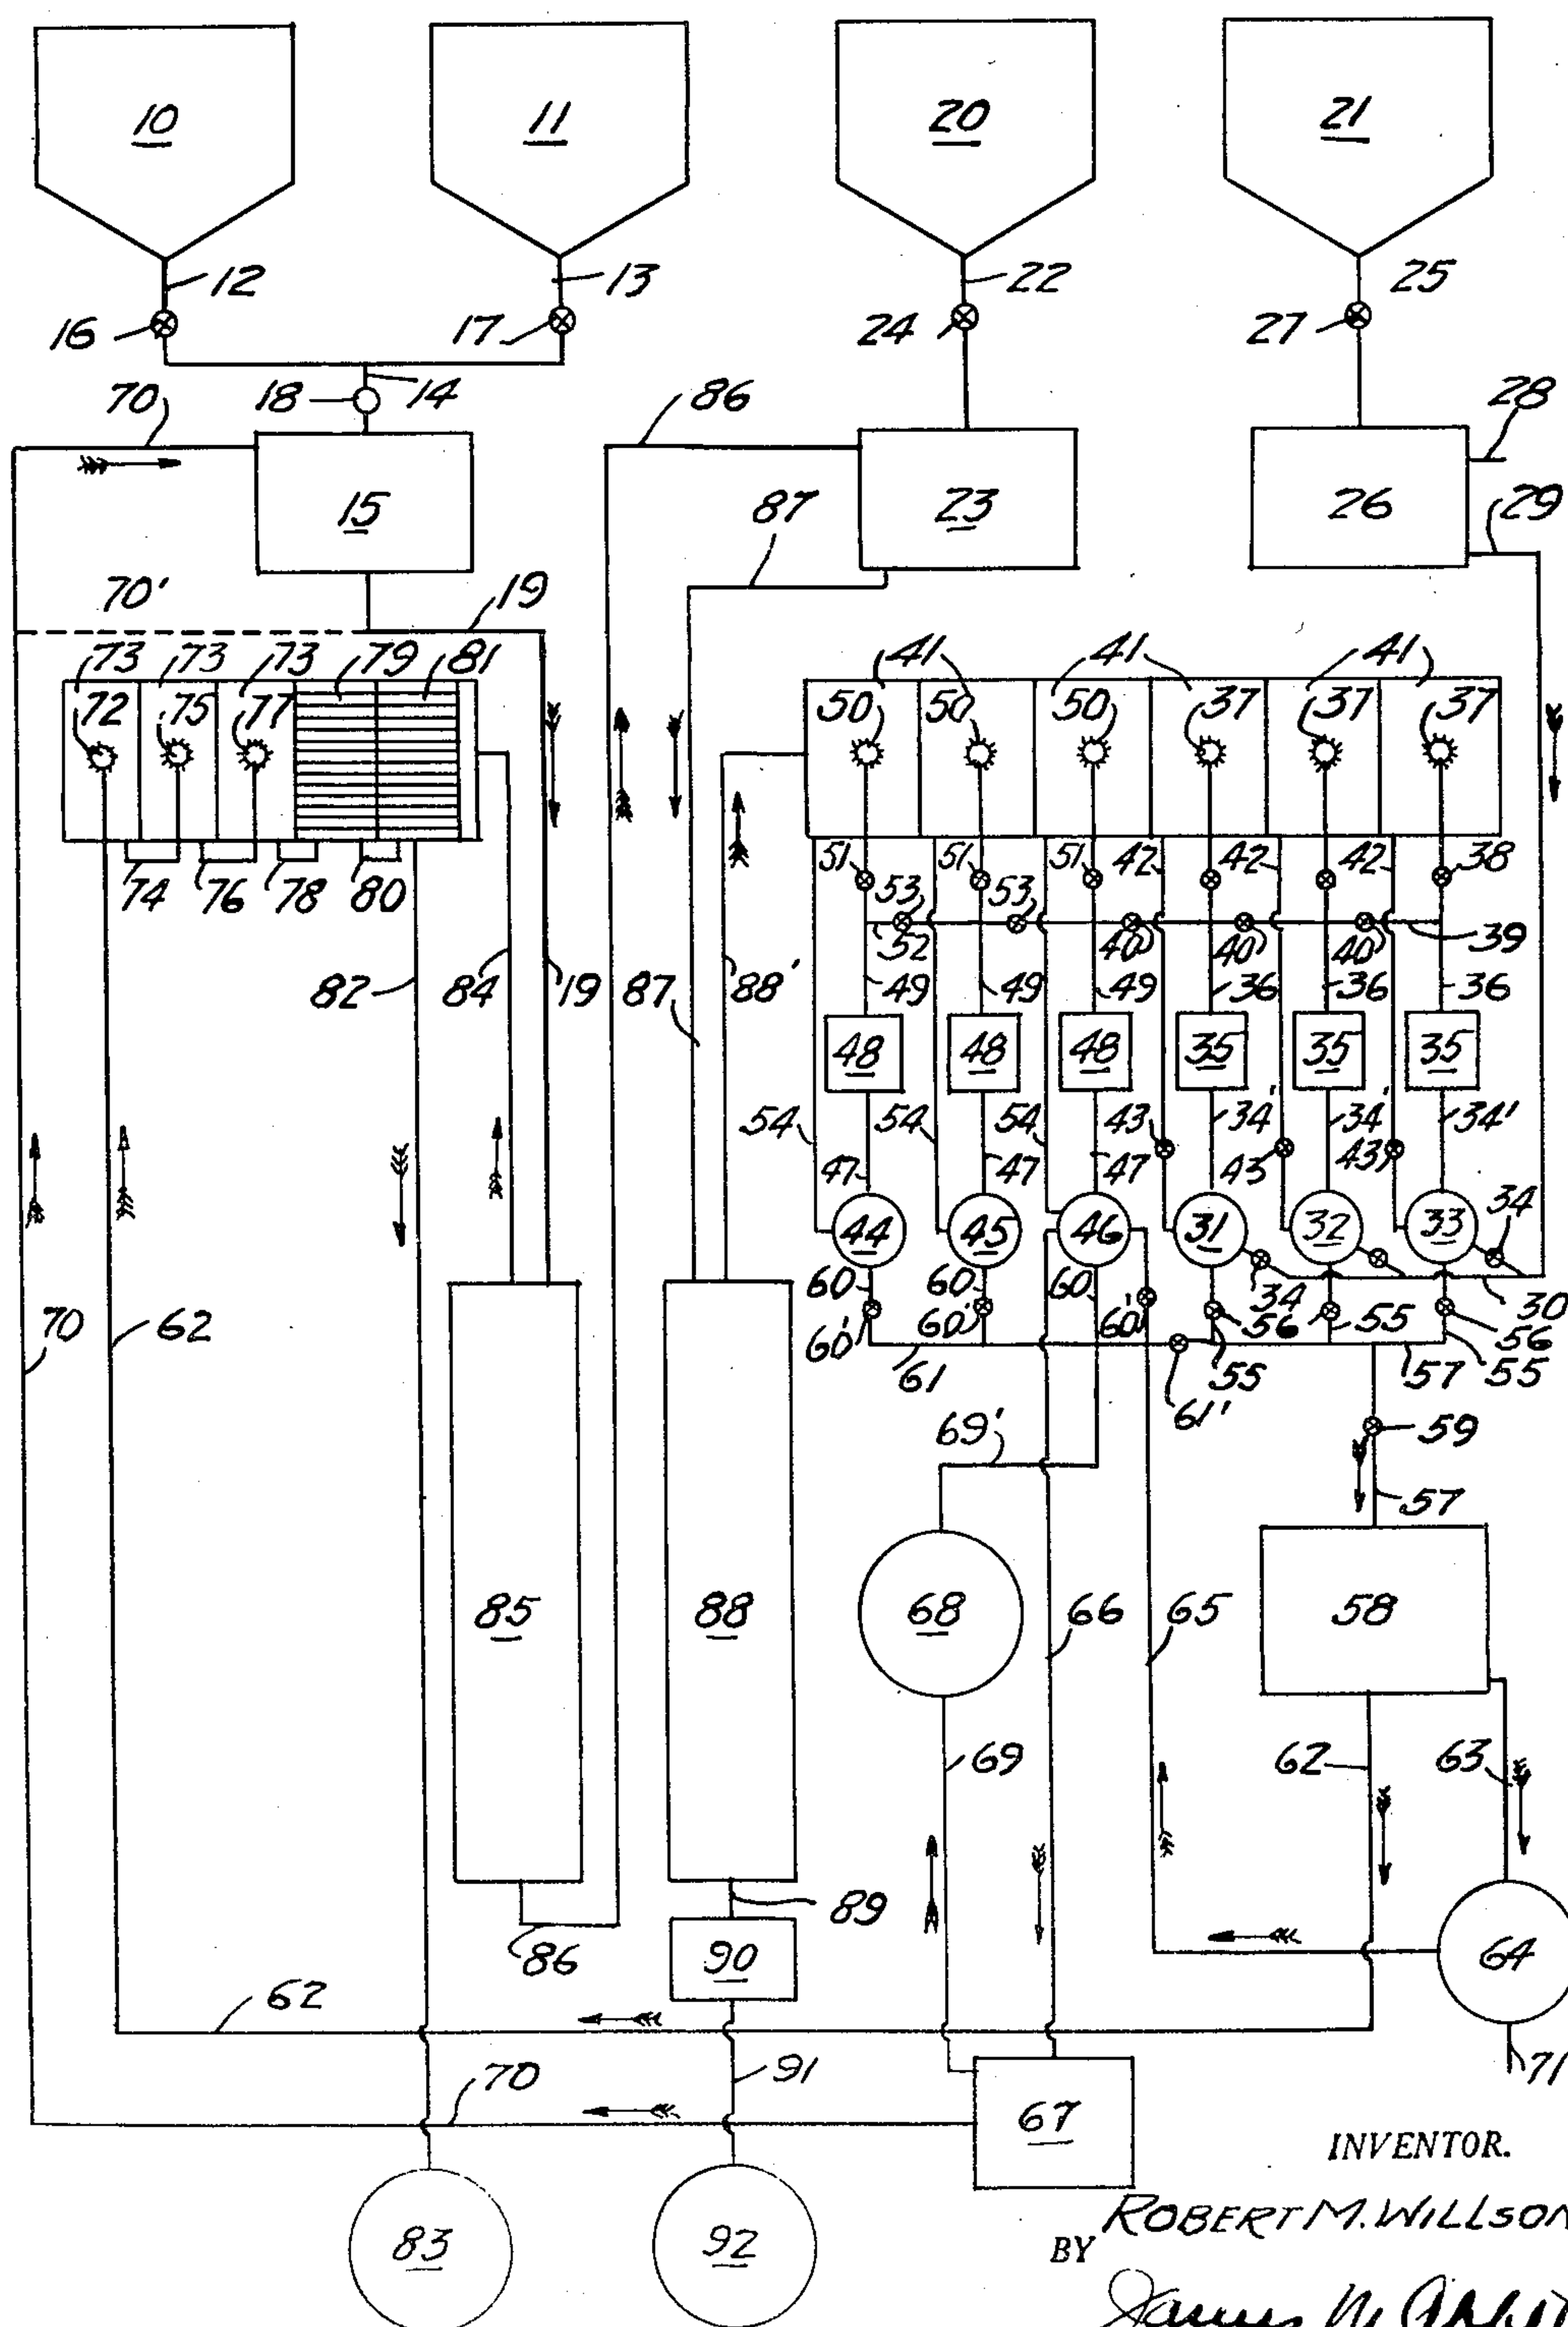 10 11 20 21
12 13 22 25
16 17 24 27
70 18 14 86 28
15 87 23 26 29
70' 19
73 73 73 79 81 41 41 41
72 75 77 50 50 50 37 37 37
74 76 78 80 51 51 51 42 42 42 38
53 53
52 40 40 40 39
82 84 19 87 88' 49 49 49 36 36 36
48 48 48 35 35 35
54 54 54 43 34' 34' 34'
47 47 47 43 43
44 45 46 31 32 33 34
60 60 60 34 30
70 62 60' 60' 60' 56 55 56
61 55 57 55
61'
69' 59
57
85 88 68 66 65 58
69 62 63
89
86 90 64
62
70 91 71
67
INVENTOR.
ROBERT M. WILLSON
83 92 BY